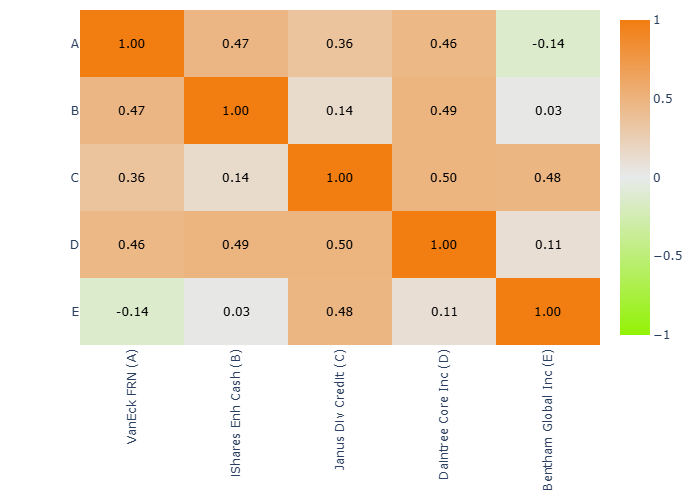 A 1.00 0.47 0.36 0.46 -0.14
B 0.47 1.00 0.14 0.49 0.03
C 0.36 0.14 1.00 0.50 0.48
D 0.46 0.49 0.50 1.00 0.11
E -0.14 0.03 0.48 0.11 1.00
VanEck FRN (A)
IShares Enh Cash (B)
Janus Div Credit (C)
Daintree Core Inc (D)
Bentham Global Inc (E)
1
0.5
0
−0.5
−1